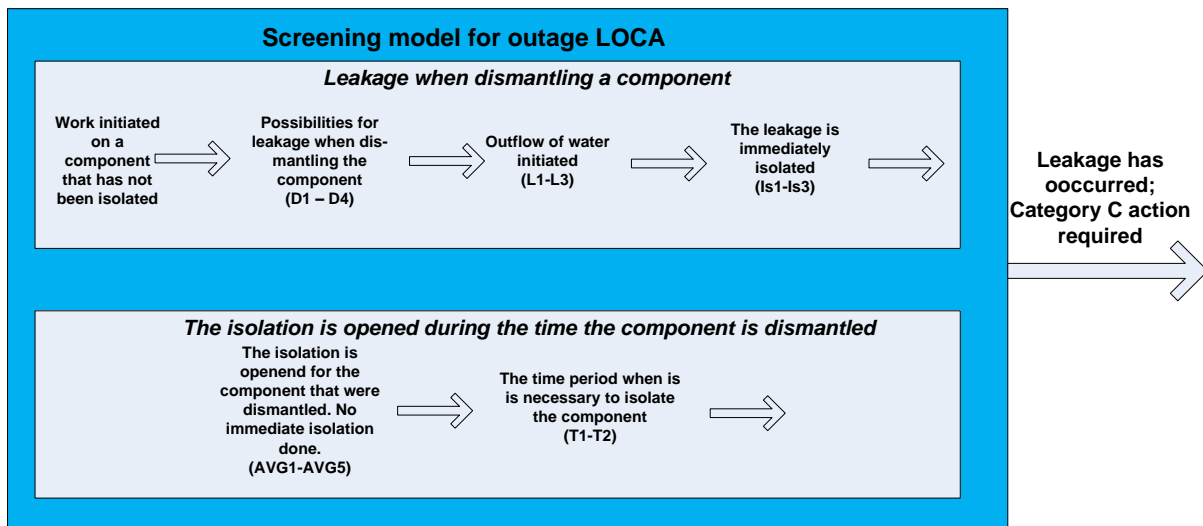 Screening model for outage LOCA
Leakage when dismantling a component
Work initiated
on a
component
that has not
been isolated
Possibilities for
leakage when dis-
mantling the
component
(D1 – D4)
Outflow of water
initiated
(L1-L3)
The leakage is
immediately
isolated
(Is1-Is3)
Leakage has
ooccurred;
Category C action
required
The isolation is opened during the time the component is dismantled
The isolation is
openend for the
component that were
dismantled. No
immediate isolation
done.
(AVG1-AVG5)
The time period when is
is necessary to isolate
the component
(T1-T2)